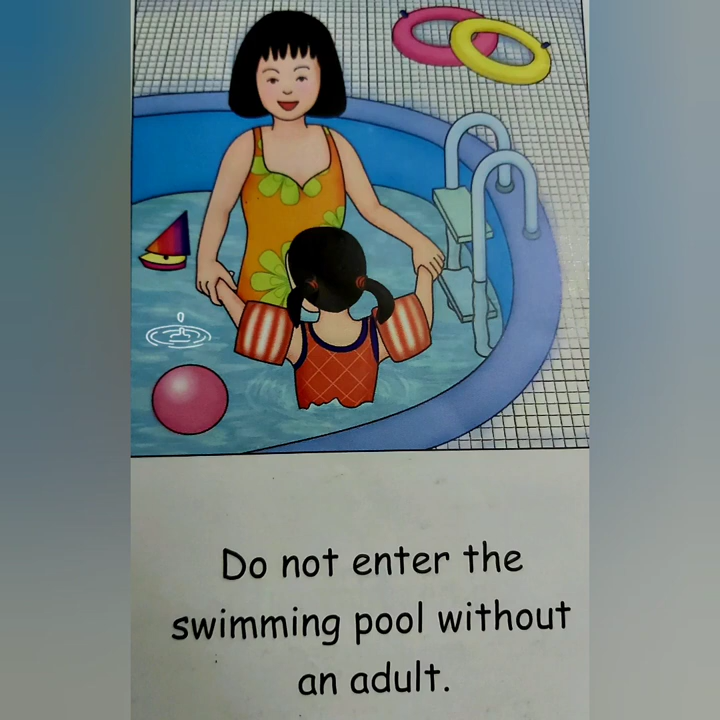 Do not enter the
swimming pool without
an adult.